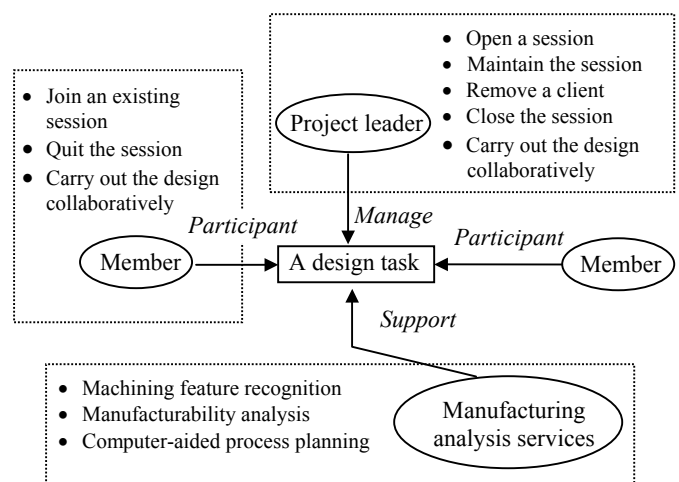 • Open a session
• Maintain the session
• Remove a client
• Close the session
• Carry out the design
collaboratively
Project leader
• Join an existing
session
• Quit the session
• Carry out the design
collaboratively
Manage
Participant
Participant
Member
A design task
Member
Support
• Machining feature recognition
• Manufacturability analysis
• Computer-aided process planning
Manufacturing
analysis services